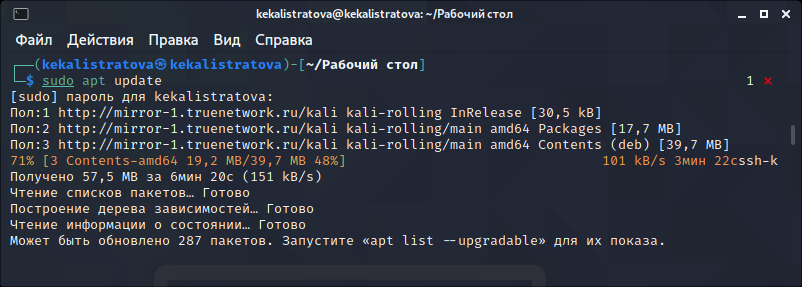 kekalistratova@kekalistratova: ~/Рабочий стол
Файл Действия Правка Вид Справка
┌──(kekalistratova㉿kekalistratova)-[~/Рабочий стол]
└─$ sudo apt update 1 ⨯
[sudo] пароль для kekalistratova:
Пол:1 http://mirror-1.truenetwork.ru/kali kali-rolling InRelease [30,5 kB]
Пол:2 http://mirror-1.truenetwork.ru/kali kali-rolling/main amd64 Packages [17,7 MB]
Пол:3 http://mirror-1.truenetwork.ru/kali kali-rolling/main amd64 Contents (deb) [39,7 MB]
71% [3 Contents-amd64 19,2 MB/39,7 MB 48%] 101 kB/s 3мин 22сssh-k
Получено 57,5 MB за 6мин 20с (151 kB/s)
Чтение списков пакетов… Готово
Построение дерева зависимостей… Готово
Чтение информации о состоянии… Готово
Может быть обновлено 287 пакетов. Запустите «apt list --upgradable» для их показа.